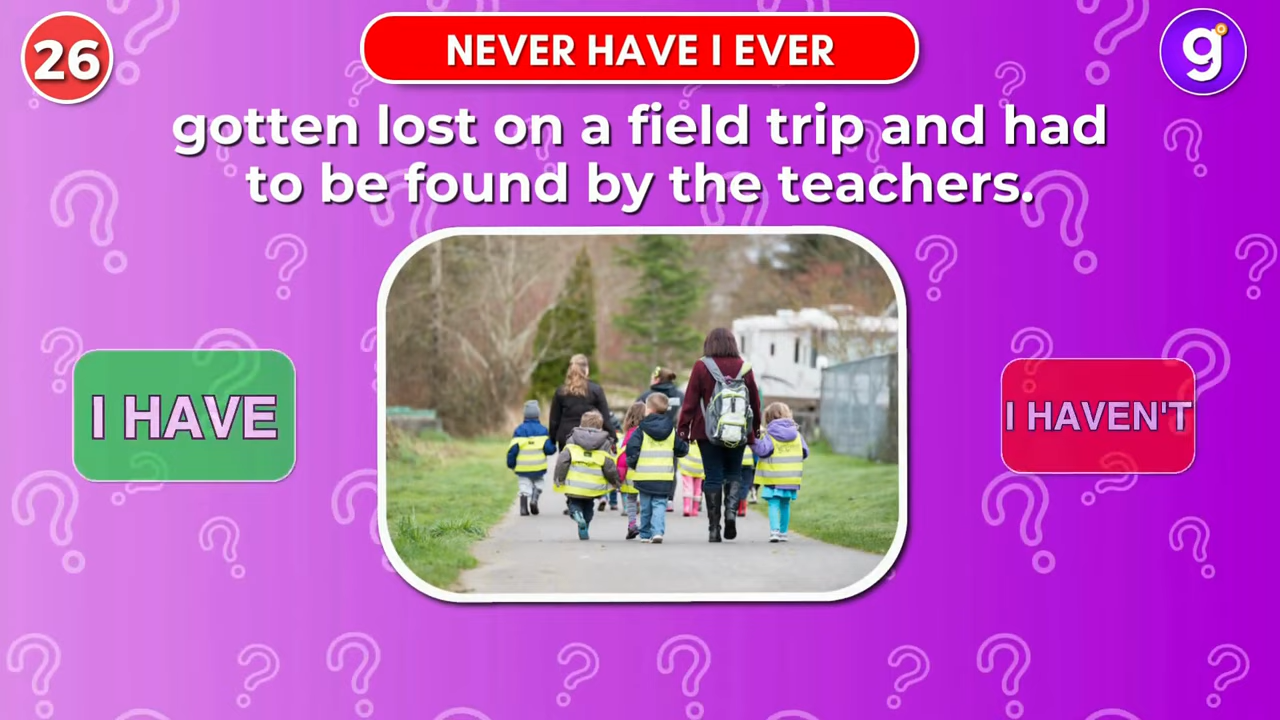 26
NEVER HAVE I EVER
g
gotten lost on a field trip and had
to be found by the teachers.
I HAVE
I HAVEN'T